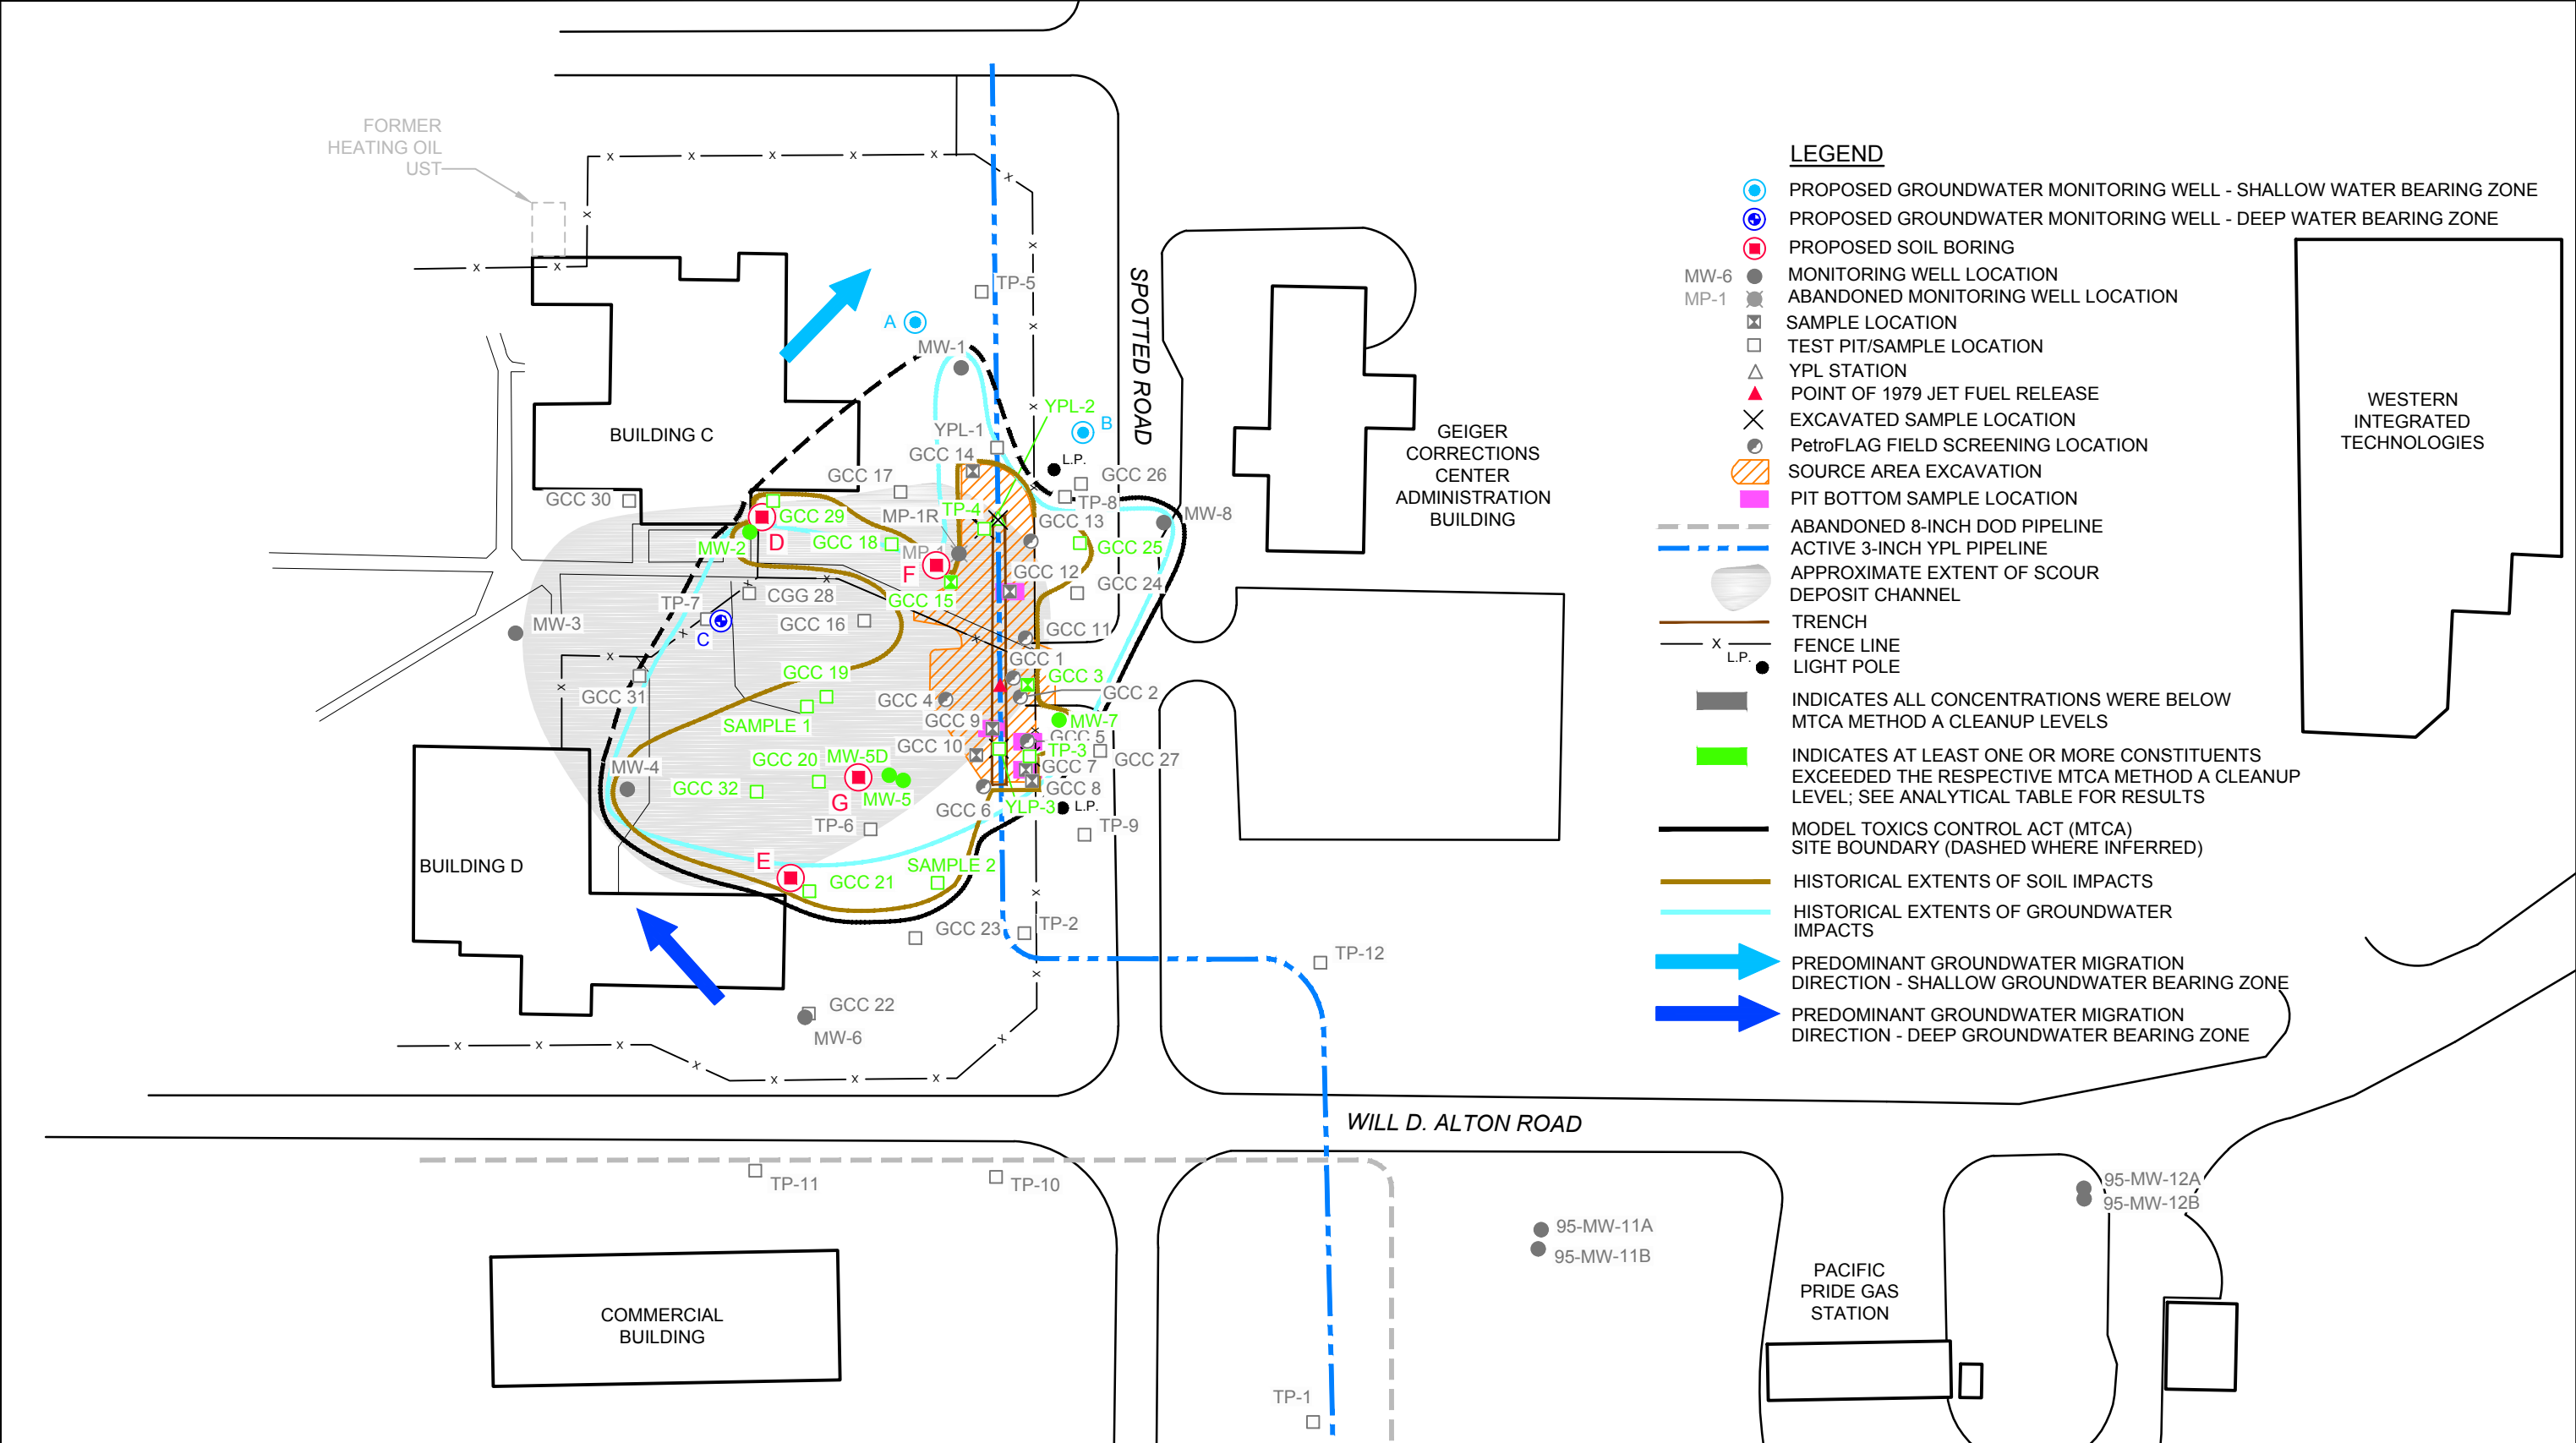 FORMER
HEATING OIL
UST
BUILDING C
A
MW-1
TP-5
SPOTTED ROAD
YPL-2
B
YPL-1
L.P.
GCC 14
GCC 26
GCC 17
TP-8
GCC 30
GCC 29
MP-1R
TP-4
GCC 13
MW-8
D
MW-2
GCC 18
MP-1
GCC 25
F
GCC 12
GCC 24
CGG 28
GCC 15
TP-7
GCC 16
MW-3
C
GCC 11
GCC 1
GCC 19
GCC 3
GCC 31
GCC 4
GCC 2
SAMPLE 1
GCC 9
MW-7
GCC 5
GCC 10
TP-3
GCC 27
MW-4
GCC 20
MW-5D
GCC 7
GCC 32
GCC 8
G
MW-5
GCC 6
YLP-3
L.P.
TP-6
TP-9
BUILDING D
E
SAMPLE 2
GCC 21
GCC 23
TP-2
TP-12
GCC 22
MW-6
GEIGER
CORRECTIONS
CENTER
ADMINISTRATION
BUILDING
WESTERN
INTEGRATED
TECHNOLOGIES
WILL D. ALTON ROAD
TP-11
TP-10
COMMERCIAL
BUILDING
TP-1
95-MW-11A
95-MW-11B
95-MW-12A
95-MW-12B
PACIFIC
PRIDE GAS
STATION
LEGEND
PROPOSED GROUNDWATER MONITORING WELL - SHALLOW WATER BEARING ZONE
PROPOSED GROUNDWATER MONITORING WELL - DEEP WATER BEARING ZONE
PROPOSED SOIL BORING
MW-6 MONITORING WELL LOCATION
MP-1 ABANDONED MONITORING WELL LOCATION
SAMPLE LOCATION
TEST PIT/SAMPLE LOCATION
YPL STATION
POINT OF 1979 JET FUEL RELEASE
EXCAVATED SAMPLE LOCATION
PetroFLAG FIELD SCREENING LOCATION
SOURCE AREA EXCAVATION
PIT BOTTOM SAMPLE LOCATION
ABANDONED 8-INCH DOD PIPELINE
ACTIVE 3-INCH YPL PIPELINE
APPROXIMATE EXTENT OF SCOUR
DEPOSIT CHANNEL
TRENCH
X FENCE LINE
L.P. LIGHT POLE
INDICATES ALL CONCENTRATIONS WERE BELOW
MTCA METHOD A CLEANUP LEVELS
INDICATES AT LEAST ONE OR MORE CONSTITUENTS
EXCEEDED THE RESPECTIVE MTCA METHOD A CLEANUP
LEVEL; SEE ANALYTICAL TABLE FOR RESULTS
MODEL TOXICS CONTROL ACT (MTCA)
SITE BOUNDARY (DASHED WHERE INFERRED)
HISTORICAL EXTENTS OF SOIL IMPACTS
HISTORICAL EXTENTS OF GROUNDWATER
IMPACTS
PREDOMINANT GROUNDWATER MIGRATION
DIRECTION - SHALLOW GROUNDWATER BEARING ZONE
PREDOMINANT GROUNDWATER MIGRATION
DIRECTION - DEEP GROUNDWATER BEARING ZONE